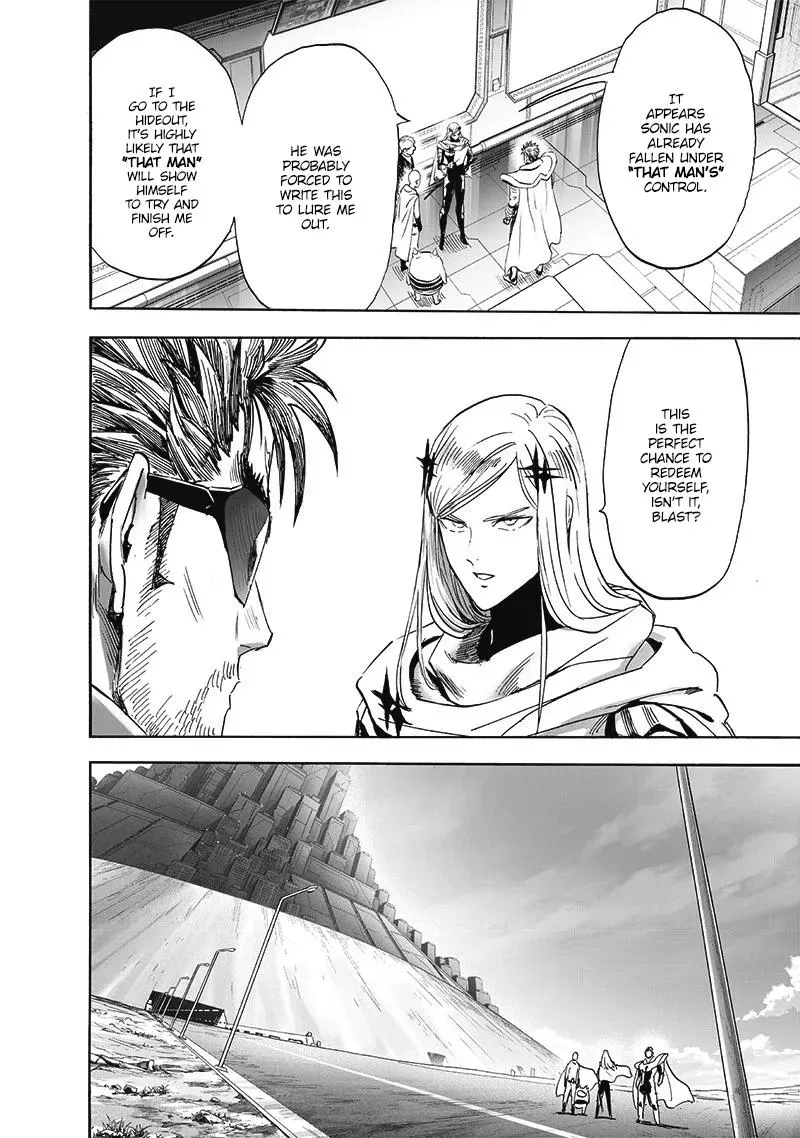 IT
APPEARS
SONIC HAS
ALREADY
FALLEN UNDER
"THAT MAN'S"
CONTROL.
HE WAS
PROBABLY
FORCED TO
WRITE THIS
TO LURE ME
OUT.
IF I
GO TO THE
HIDEOUT,
IT'S HIGHLY
LIKELY THAT
"THAT MAN"
WILL SHOW
HIMSELF
TO TRY AND
FINISH ME
OFF.
THIS
IS THE
PERFECT
CHANCE TO
REDEEM
YOURSELF,
ISN'T IT,
BLAST?